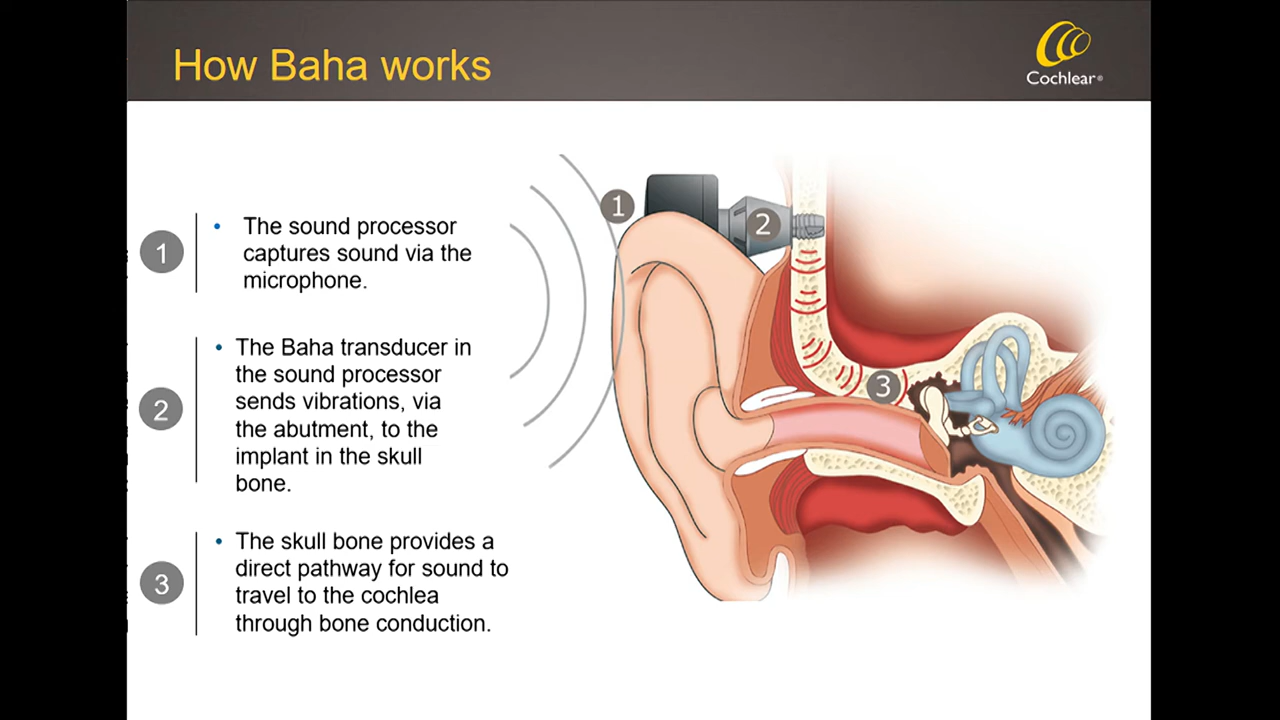 How Baha works
Cochlear®
1
• The sound processor
captures sound via the
microphone.
2
• The Baha transducer in
the sound processor
sends vibrations, via
the abutment, to the
implant in the skull
bone.
3
• The skull bone provides a
direct pathway for sound to
travel to the cochlea
through bone conduction.
1
2
3